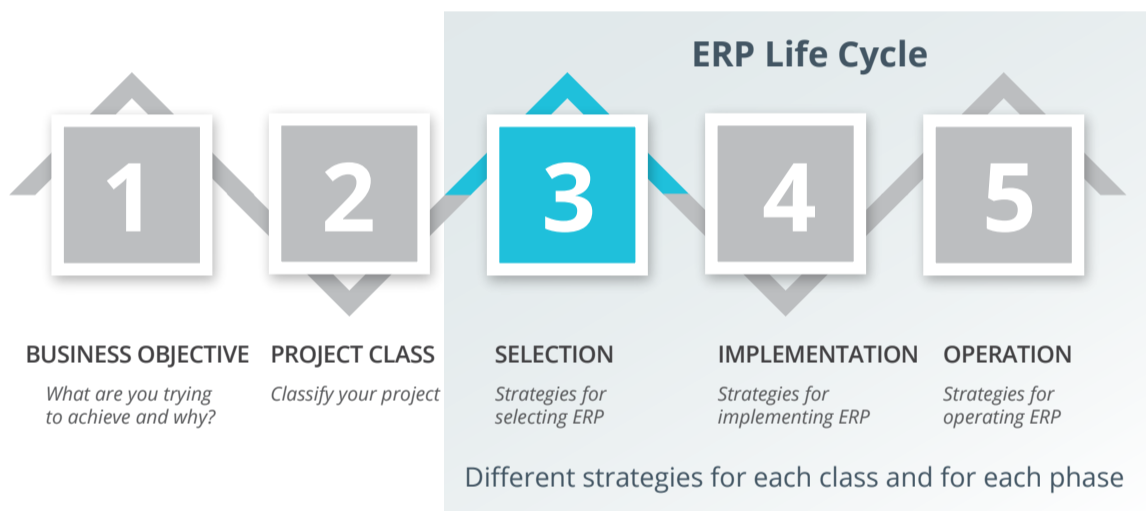 ERP Life Cycle
1
2
3
4
5
BUSINESS OBJECTIVE
What are you trying
to achieve and why?
PROJECT CLASS
Classify your project
SELECTION
Strategies for
selecting ERP
IMPLEMENTATION
Strategies for
implementing ERP
OPERATION
Strategies for
operating ERP
Different strategies for each class and for each phase